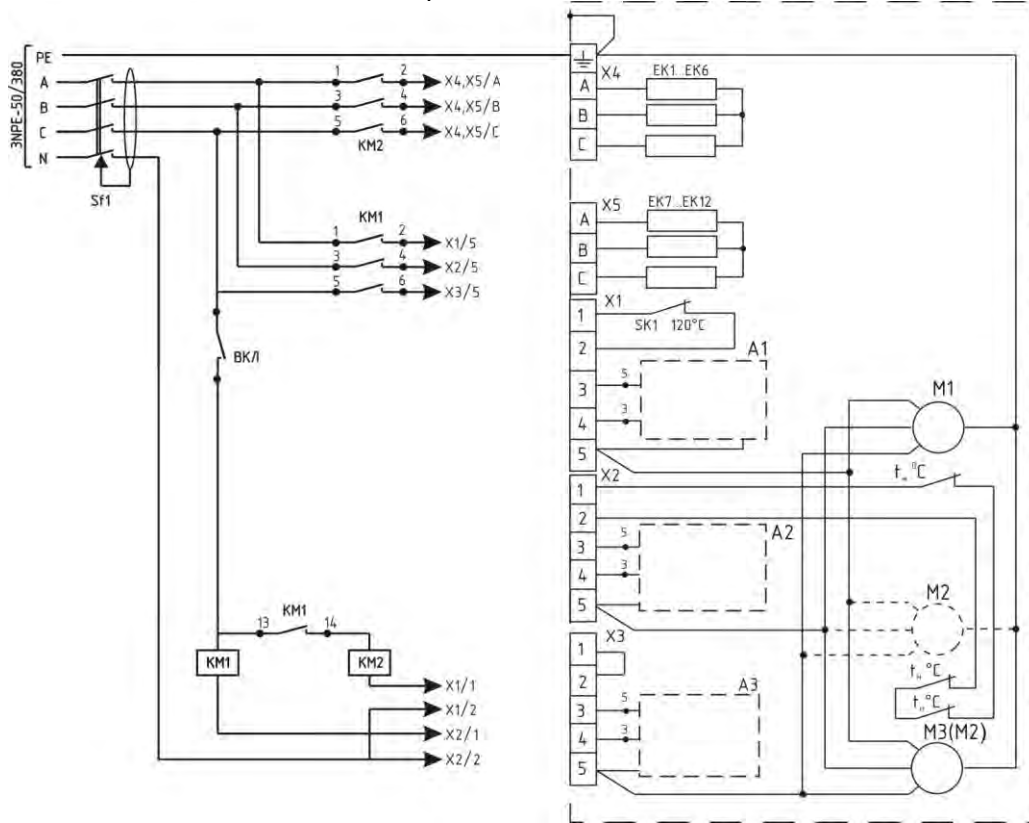 3NPE-50/380
PE
A
B
C
N
Sf1
1 2 X4,X5/A
3 4 X4,X5/B
5 6 X4,X5/C
KM2
KM1
1 2 X1/5
3 4 X2/5
5 6 X3/5
ВКЛ
KM1
13 14
KM1 KM2
X1/1
X1/2
X2/1
X2/2
X4 EK1 EK6
A
B
C
X5 EK7...EK12
A
B
C
X1
1
SK1 120°C
2
A1
3 5
4 3
5
M1
X2
1 tн °C
2
A2
3 5
4 3
5
M2
X3
1
2
tн °C
tн °C
A3
3 5
4 3
5
M3(M2)